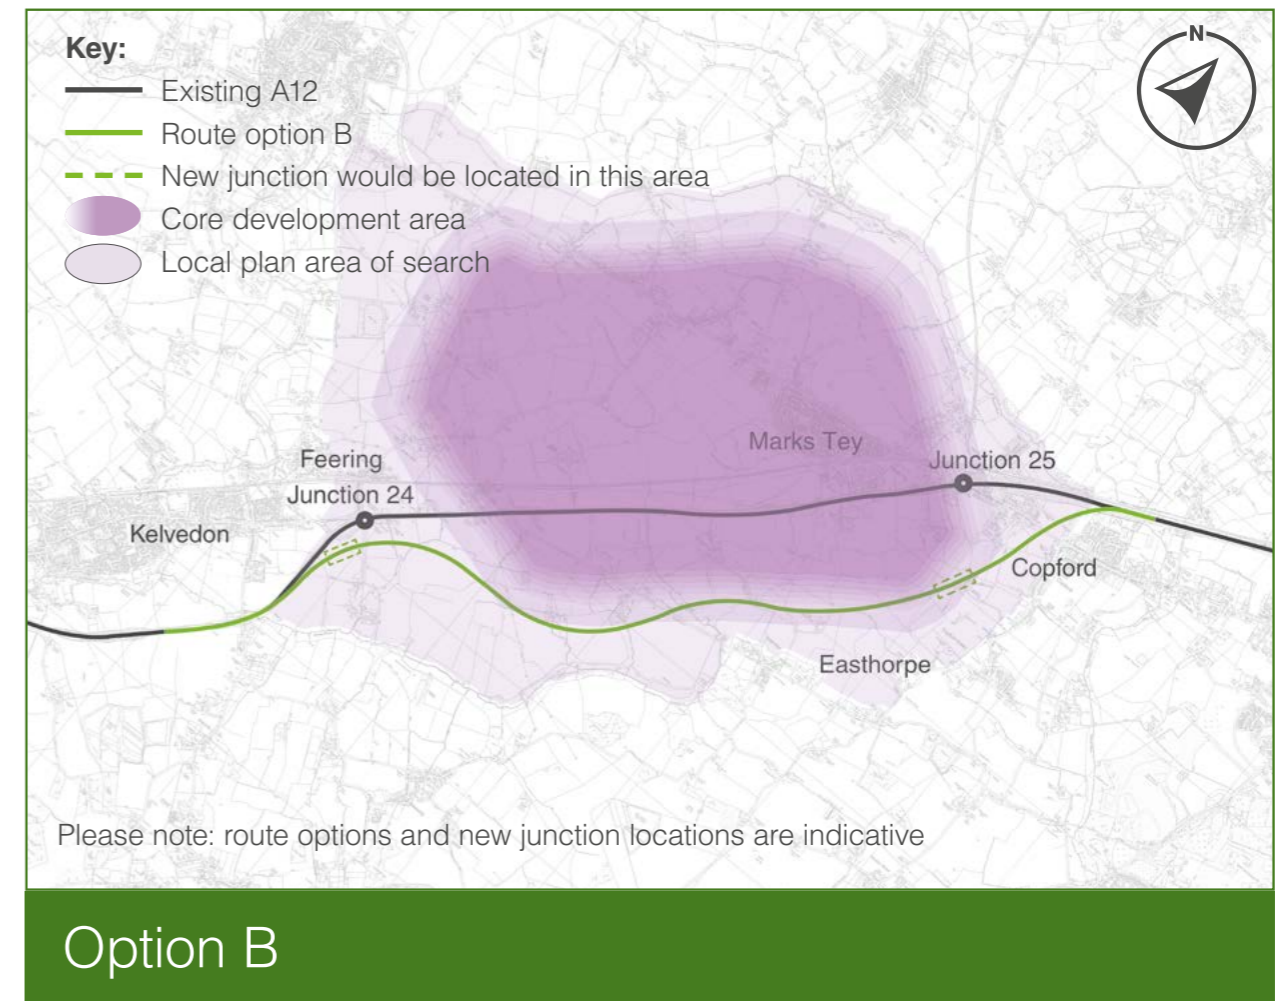 Key:
Existing A12
Route option B
New junction would be located in this area
Core development area
Local plan area of search
N
Marks Tey
Feering
Junction 25
Junction 24
Kelvedon
Copford
Easthorpe
Please note: route options and new junction locations are indicative
Option B